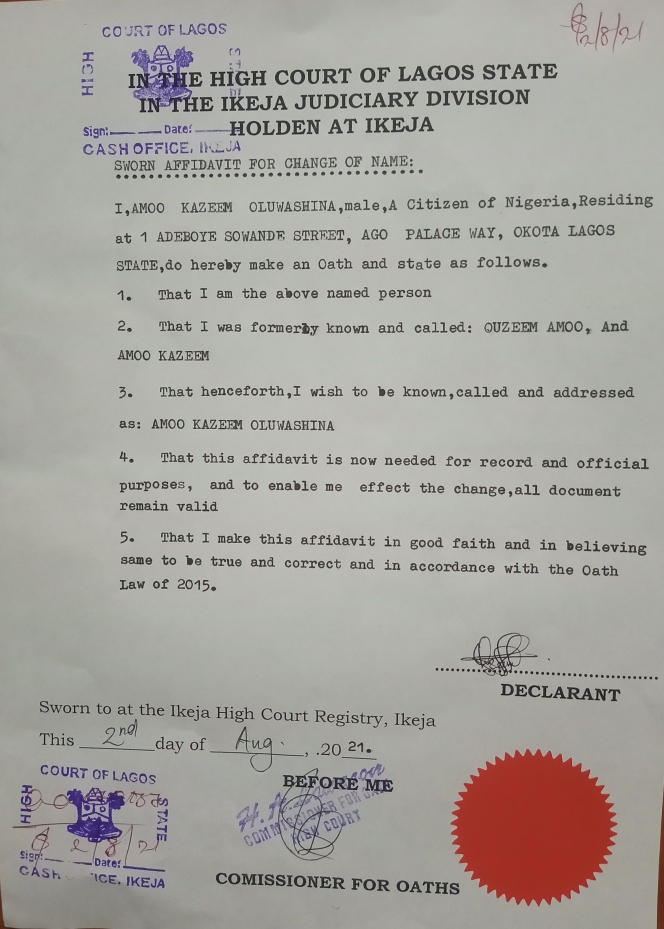 COURT OF LAGOS
HIGH
2/8/21
IN THE HIGH COURT OF LAGOS STATE
IN THE IKEJA JUDICIARY DIVISION
Sign: Date:
HOLDEN AT IKEJA
CASH OFFICE, IKEJA
SWORN AFFIDAVIT FOR CHANGE OF NAME:
I,AMOO KAZEEM OLUWASHINA,male,A Citizen of Nigeria,Residing
at 1 ADEBOYE SOWANDE STREET, AGO PALACE WAY, OKOTA LAGOS
STATE,do hereby make an Oath and state as follows.
1. That I am the above named person
2. That I was formerly known and called: QUZEEM AMOO, And
AMOO KAZEEM
3. That henceforth,I wish to be known,called and addressed
as: AMOO KAZEEM OLUWASHINA
4. That this affidavit is now needed for record and official
purposes, and to enable me effect the change,all document
remain valid
5. That I make this affidavit in good faith and in believing
same to be true and correct and in accordance with the Oath
Law of 2015.
DECLARANT
Sworn to at the Ikeja High Court Registry, Ikeja
This 2nd day of Aug. , .20 21.
BEFORE ME
COURT OF LAGOS
HIGH
STATE
2/8/21
Sign: Date:
CASH OFFICE, IKEJA
COMMISSIONER FOR
HIGH COURT
COMISSIONER FOR OATHS